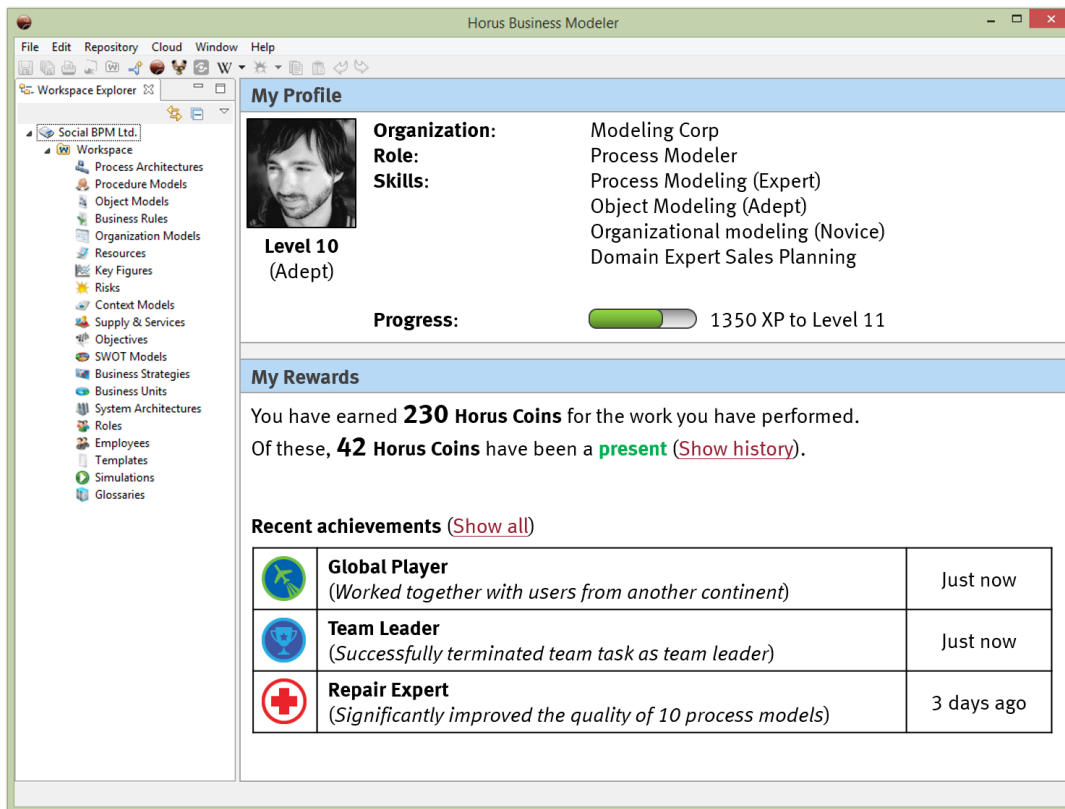 Horus Business Modeler
File Edit Repository Cloud Window Help
W
Workspace Explorer
Social BPM Ltd.
Workspace
Process Architectures
Procedure Models
Object Models
Business Rules
Organization Models
Resources
Key Figures
Risks
Context Models
Supply & Services
Objectives
SWOT Models
Business Strategies
Business Units
System Architectures
Roles
Employees
Templates
Simulations
Glossaries
My Profile
Level 10
(Adept)
Organization: Modeling Corp
Role: Process Modeler
Skills: Process Modeling (Expert)
Object Modeling (Adept)
Organizational modeling (Novice)
Domain Expert Sales Planning
Progress: 1350 XP to Level 11
My Rewards
You have earned 230 Horus Coins for the work you have performed.
Of these, 42 Horus Coins have been a present (Show history).
Recent achievements (Show all)
Global Player
(Worked together with users from another continent)
Just now
Team Leader
(Successfully terminated team task as team leader)
Just now
Repair Expert
(Significantly improved the quality of 10 process models)
3 days ago